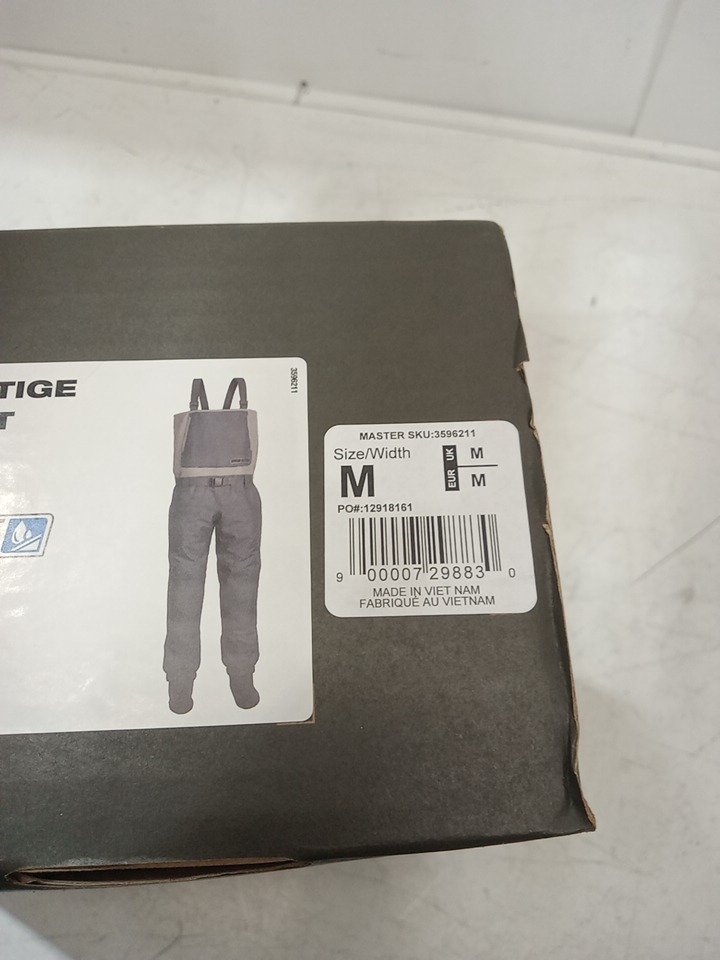 TIGE
T
3596211
MASTER SKU:3596211
Size/Width
M
EUR UK
M
M
PO#:12918161
9 00007 29883 0
MADE IN VIET NAM
FABRIQUÉ AU VIETNAM